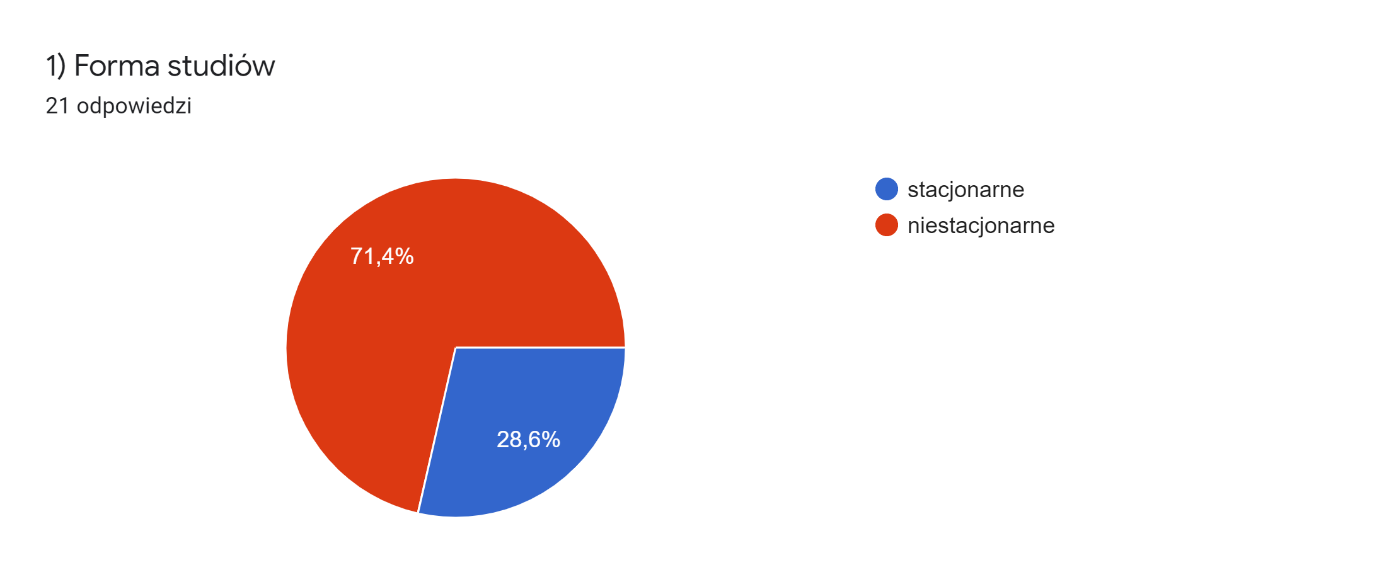 1) Forma studiów
21 odpowiedzi
stacjonarne
niestacjonarne
71,4%
28,6%